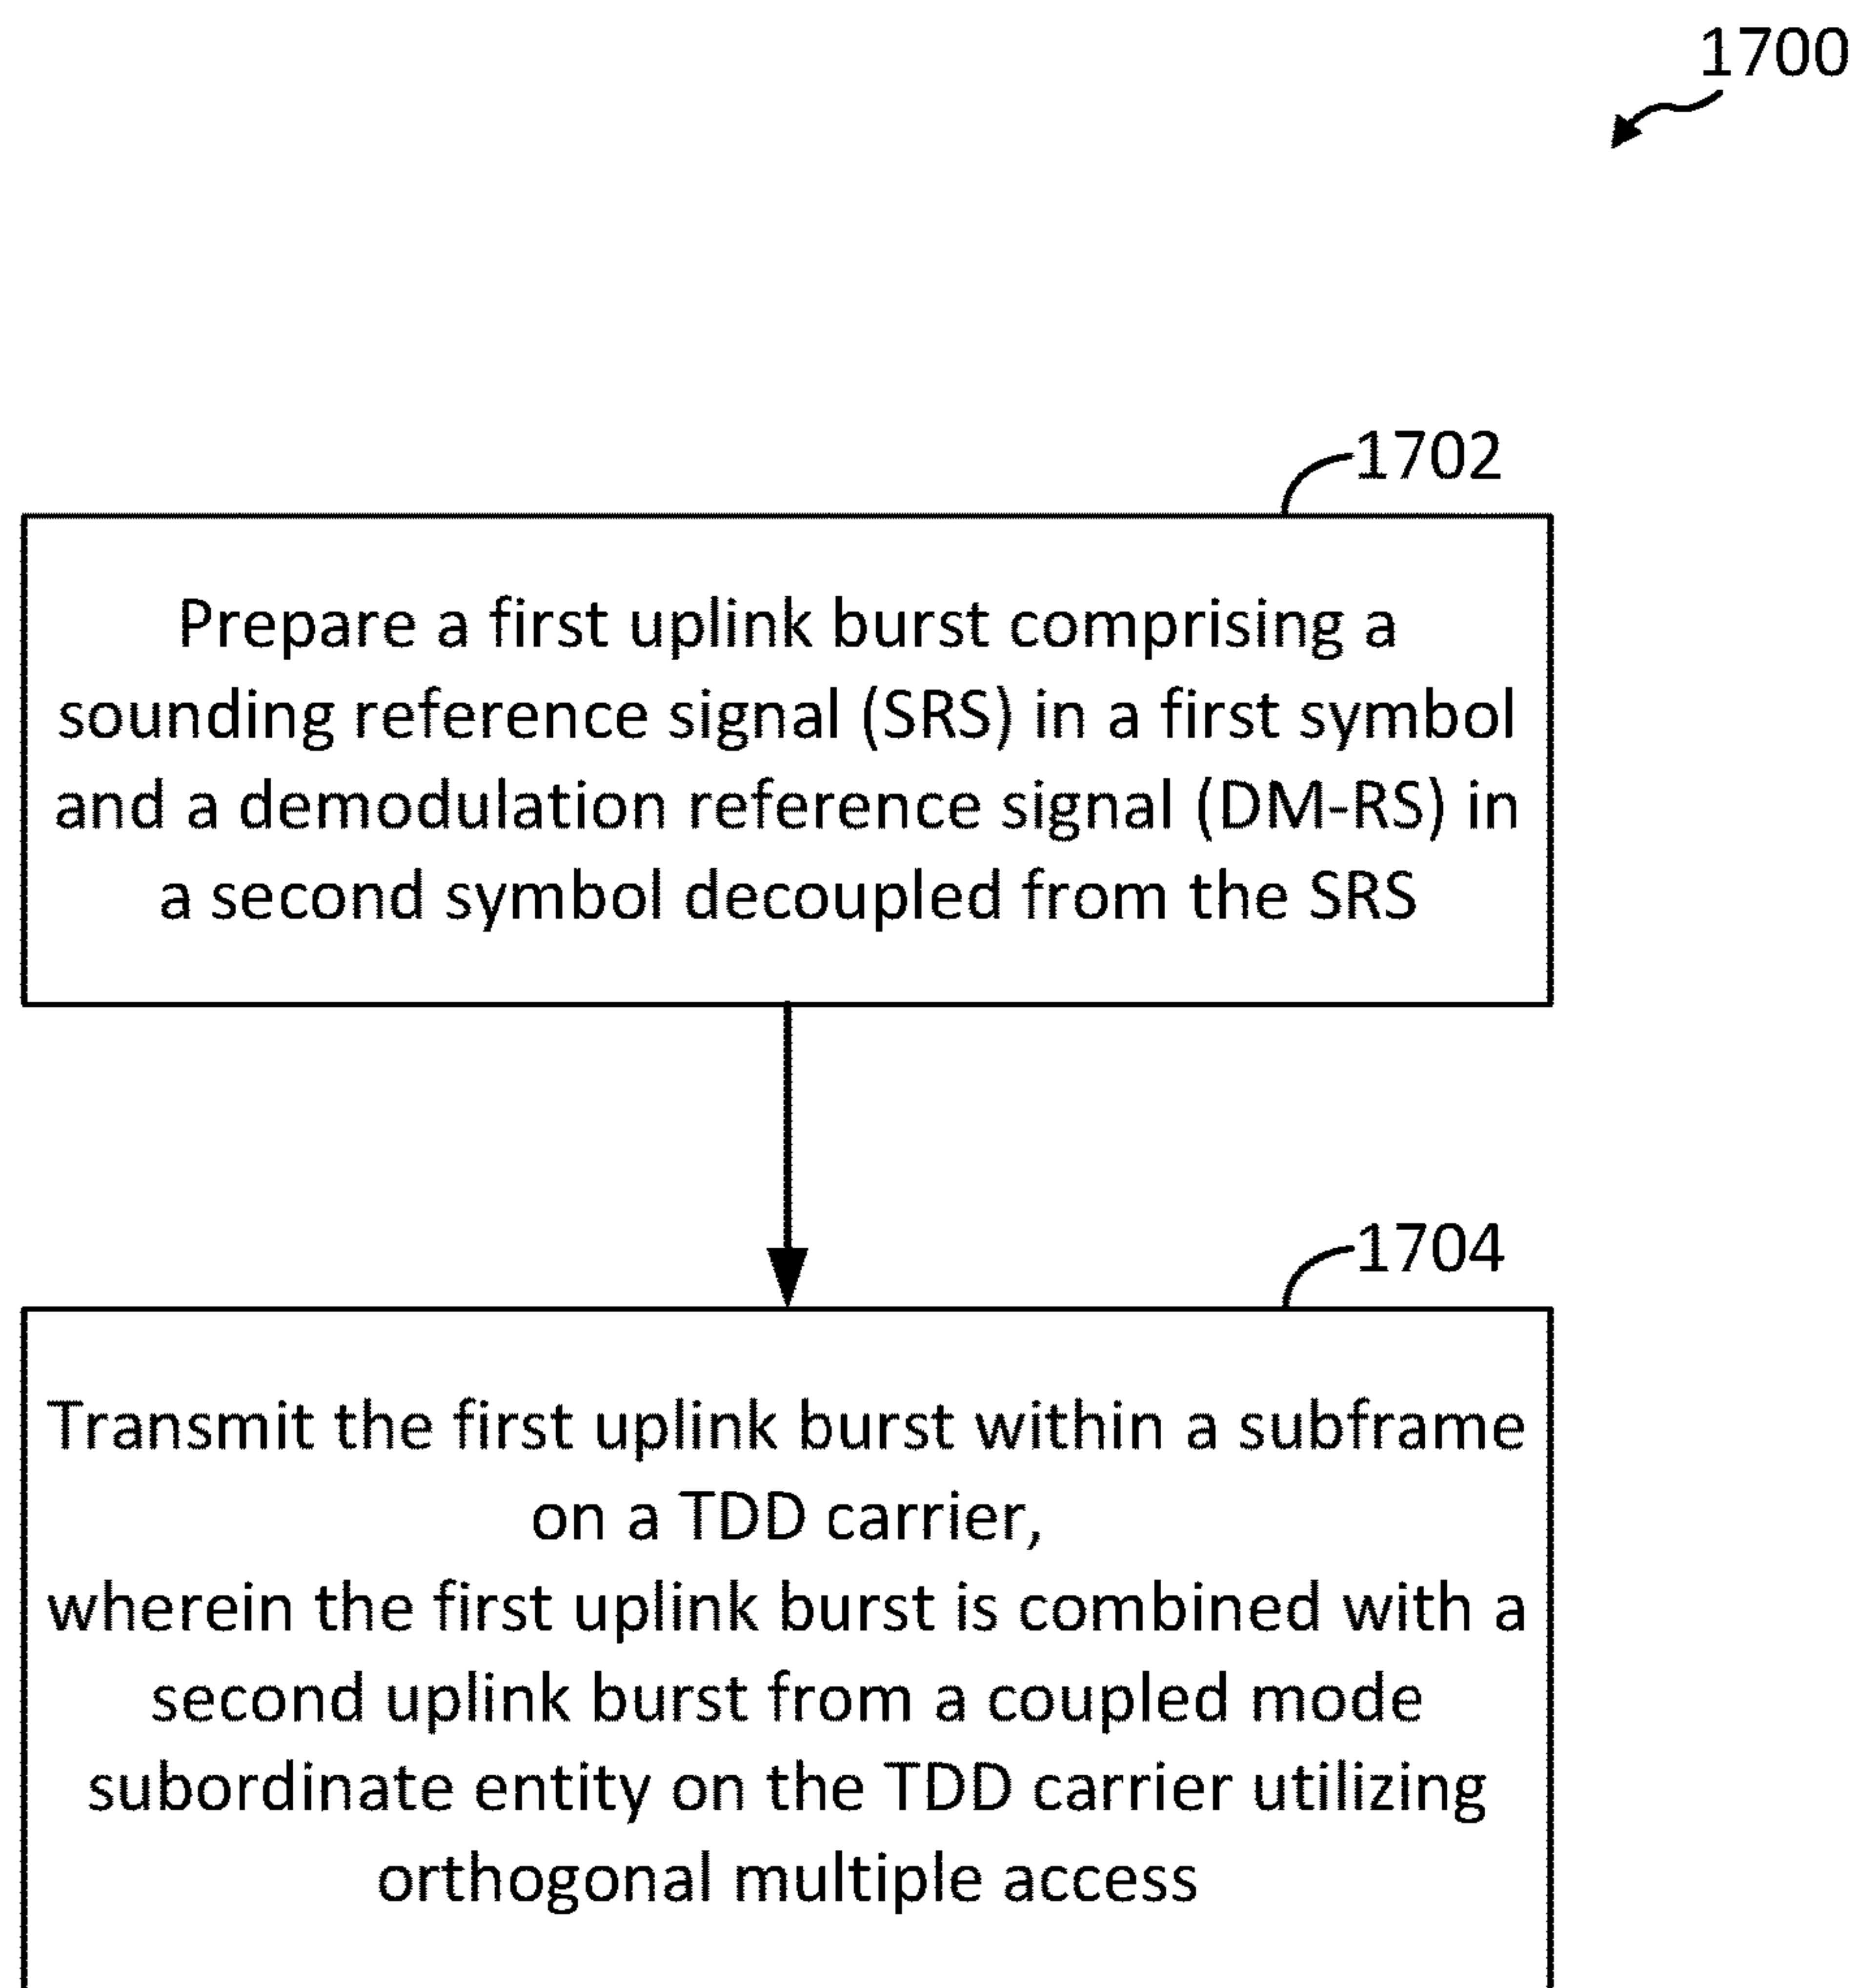 1700
1702
Prepare a first uplink burst comprising a
sounding reference signal (SRS) in a first symbol
and a demodulation reference signal (DM-RS) in
a second symbol decoupled from the SRS
1704
Transmit the first uplink burst within a subframe
on a TDD carrier,
wherein the first uplink burst is combined with a
second uplink burst from a coupled mode
subordinate entity on the TDD carrier utilizing
orthogonal multiple access